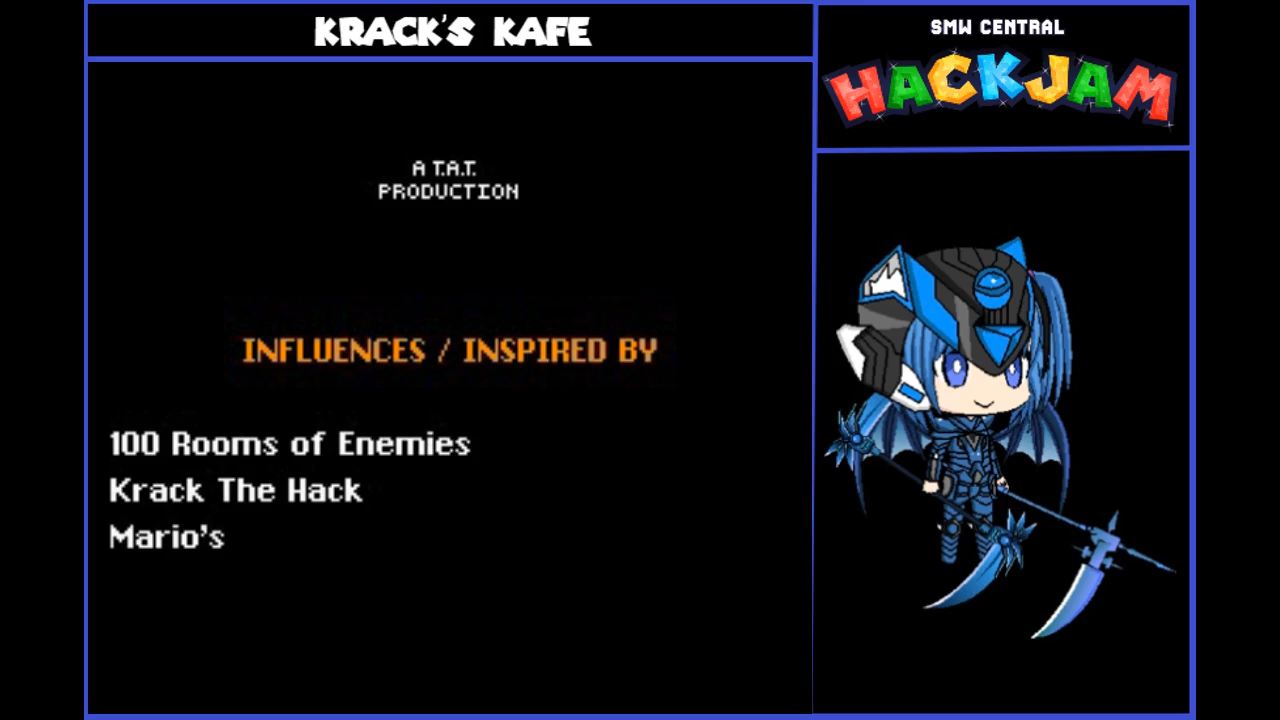 KRACK'S KAFE
SMW CENTRAL
HACKJAM
A T.A.T.
PRODUCTION
INFLUENCES / INSPIRED BY
100 Rooms of Enemies
Krack The Hack
Mario's